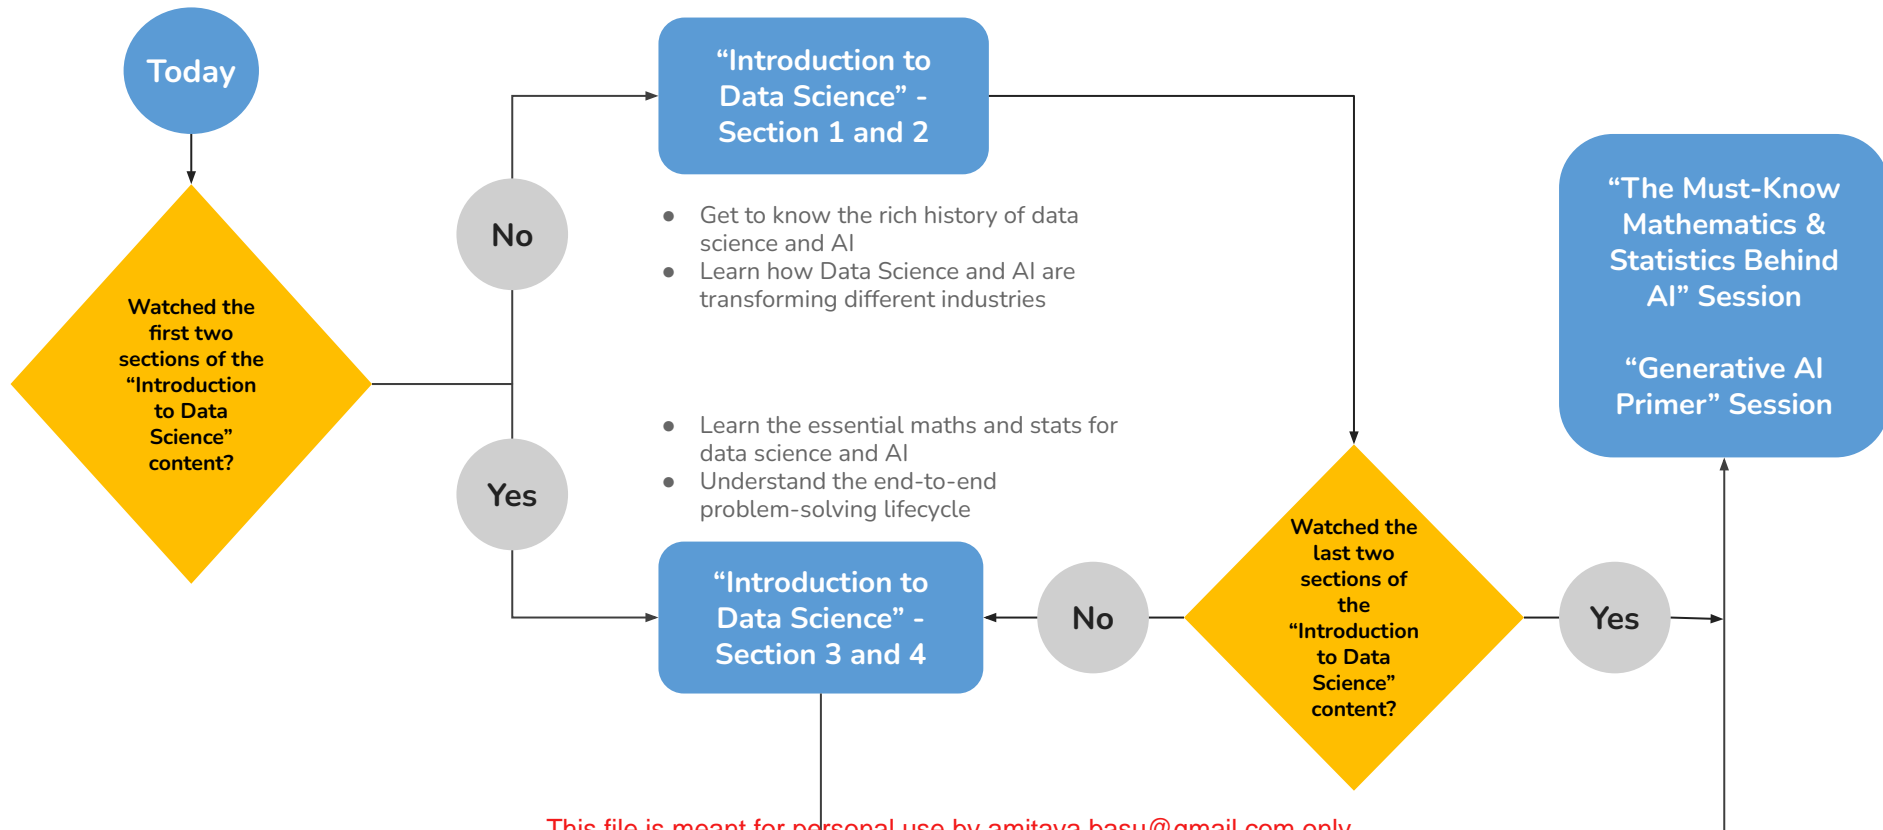 Today
Watched the
first two
sections of the
“Introduction
to Data
Science”
content?
No
Yes
“Introduction to
Data Science” -
Section 1 and 2
● Get to know the rich history of data
science and AI
● Learn how Data Science and AI are
transforming different industries
● Learn the essential maths and stats for
data science and AI
● Understand the end-to-end
problem-solving lifecycle
“Introduction to
Data Science” -
Section 3 and 4
No
Watched the
last two
sections of
the
“Introduction
to Data
Science”
content?
Yes
“The Must-Know
Mathematics &
Statistics Behind
AI” Session
“Generative AI
Primer” Session
This file is meant for personal use by amitava.basu@gmail.com only.